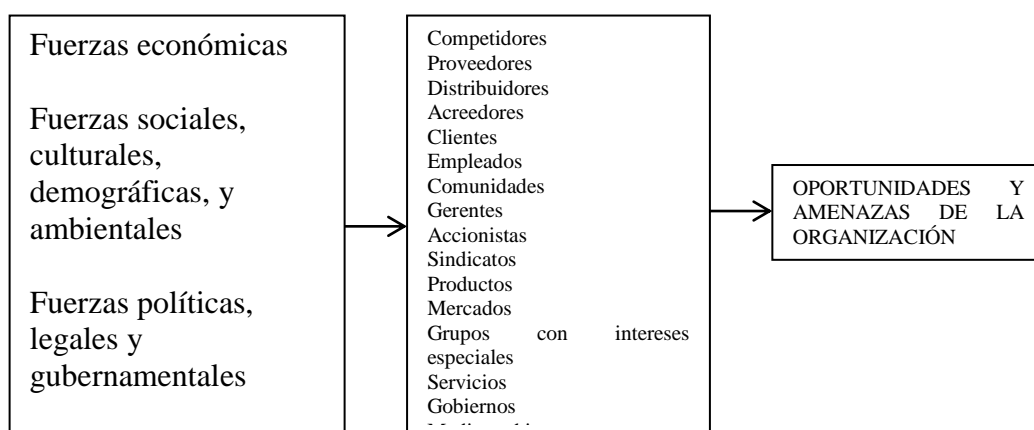 Fuerzas económicas
Fuerzas sociales,
culturales,
demográficas, y
ambientales
Fuerzas políticas,
legales y
gubernamentales
Competidores
Proveedores
Distribuidores
Acreedores
Clientes
Empleados
Comunidades
Gerentes
Accionistas
Sindicatos
Productos
Mercados
Grupos con intereses
especiales
Servicios
Gobiernos
OPORTUNIDADES Y
AMENAZAS DE LA
ORGANIZACIÓN